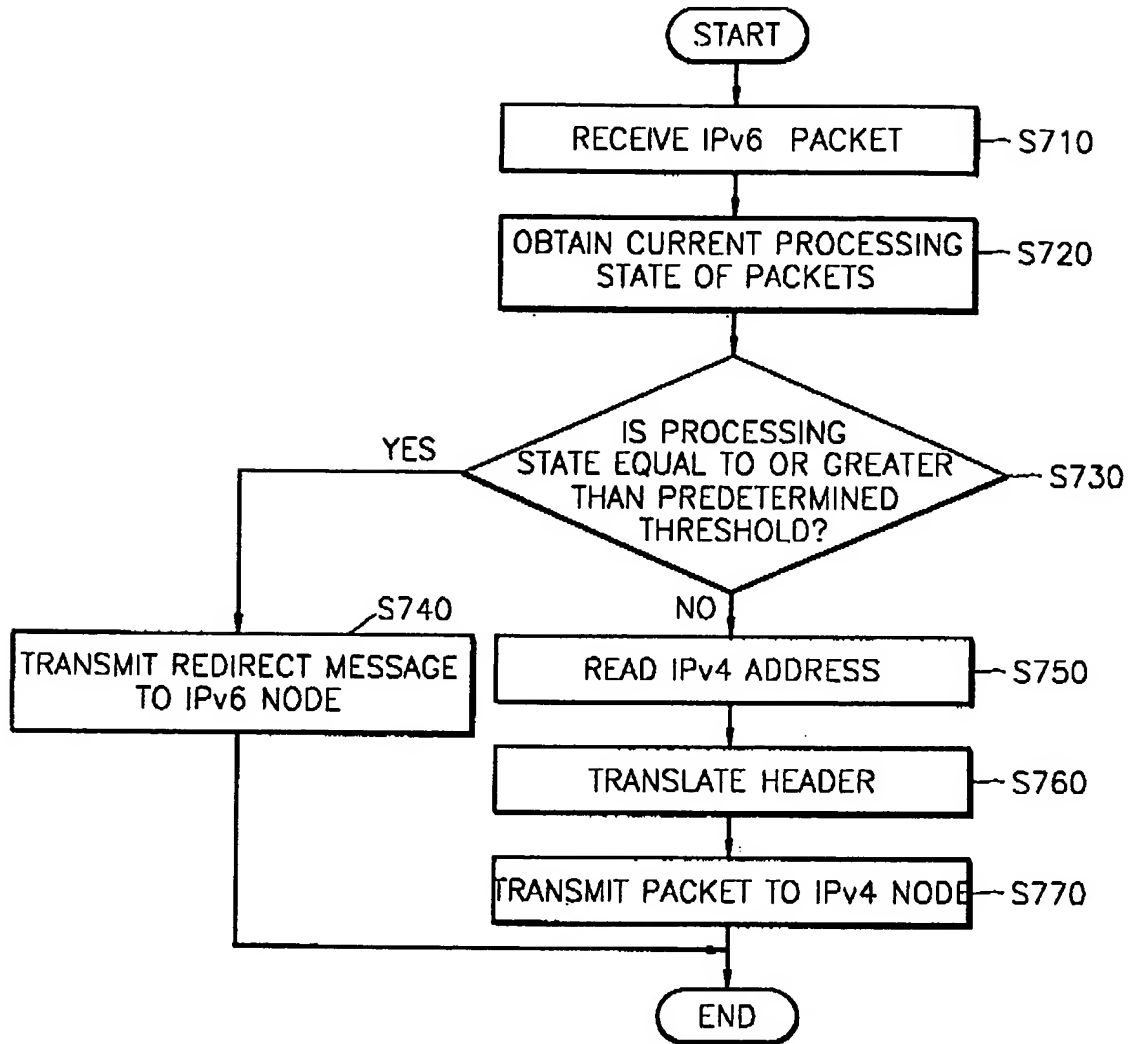 START
RECEIVE IPv6 PACKET
S710
OBTAIN CURRENT PROCESSING
STATE OF PACKETS
S720
IS PROCESSING
STATE EQUAL TO OR GREATER
THAN PREDETERMINED
THRESHOLD?
S730
YES
NO
S740
TRANSMIT REDIRECT MESSAGE
TO IPv6 NODE
READ IPv4 ADDRESS
S750
TRANSLATE HEADER
S760
TRANSMIT PACKET TO IPv4 NODE
S770
END